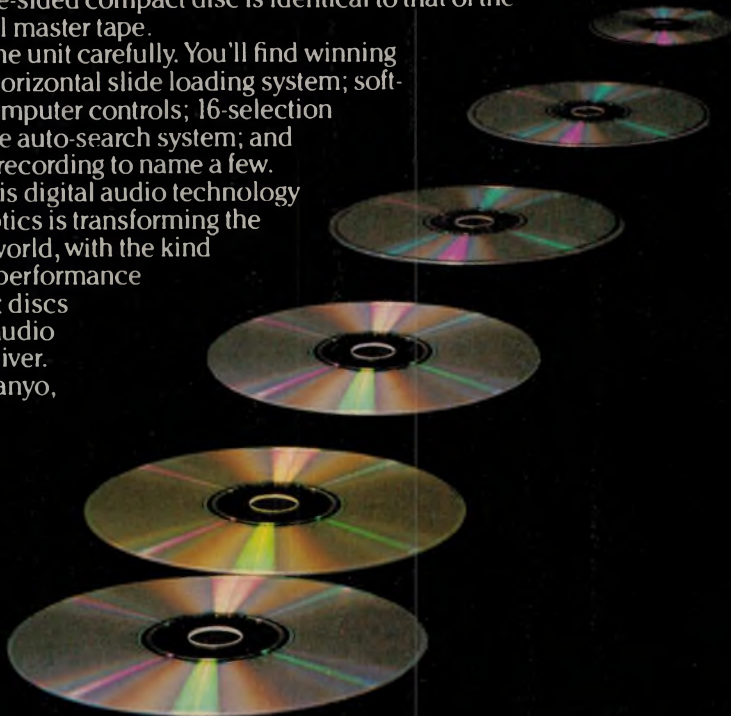 e-sided compact disc is identical to that of the
l master tape.
ne unit carefully. You'll find winning
orizontal slide loading system; soft-
mputer controls; 16-selection
e auto-search system; and
recording to name a few.
is digital audio technology
otics is transforming the
world, with the kind
performance
t discs
udio
iver.
anyo,